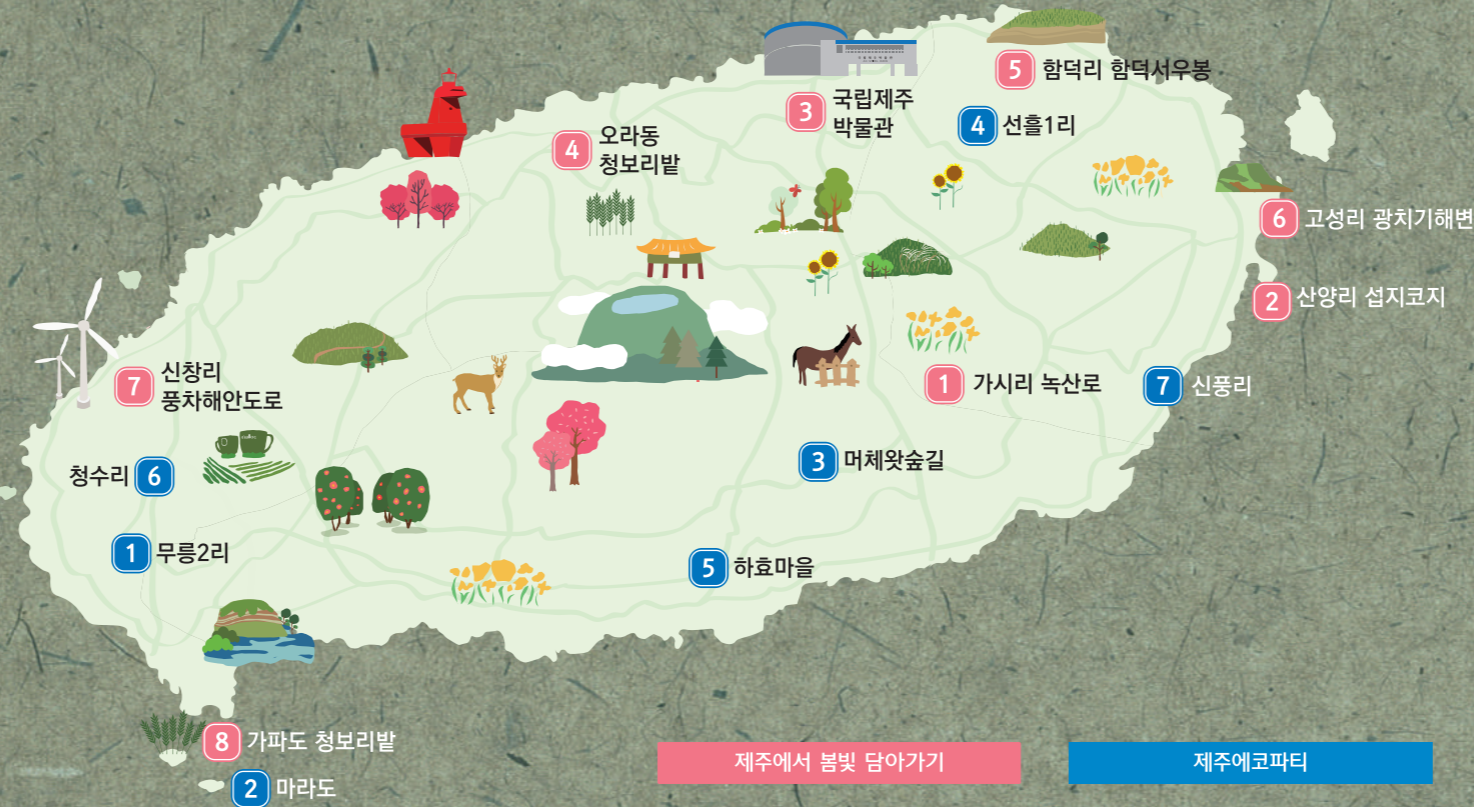 5 함덕리 함덕서우봉
3 국립제주
박물관
4 선흘1리
4 오라동
청보리밭
6 고성리 광치기해변
2 산양리 섭지코지
7 신창리
풍차해안도로
1 가시리 녹산로
7 신풍리
청수리 6
3 머체왓숲길
1 무릉2리
5 하효마을
8 가파도 청보리밭
2 마라도
제주에서 봄빛 담아가기
제주에코파티